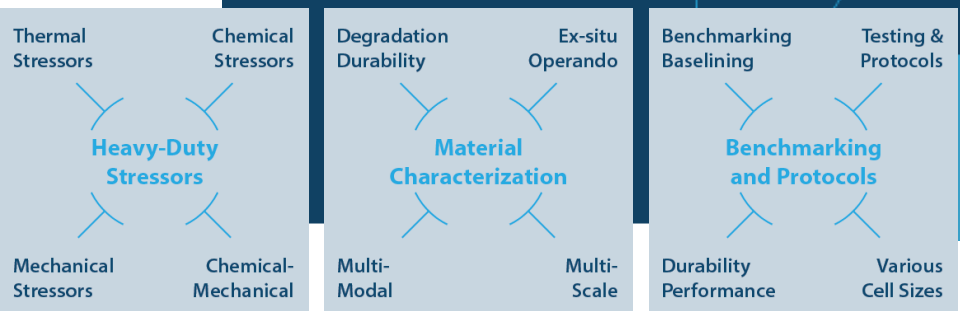 Thermal
Stressors
Chemical
Stressors
Heavy-Duty
Stressors
Mechanical
Stressors
Chemical-
Mechanical
Degradation
Durability
Ex-situ
Operando
Material
Characterization
Multi-
Modal
Multi-
Scale
Benchmarking
Baselining
Testing &
Protocols
Benchmarking
and Protocols
Durability
Performance
Various
Cell Sizes